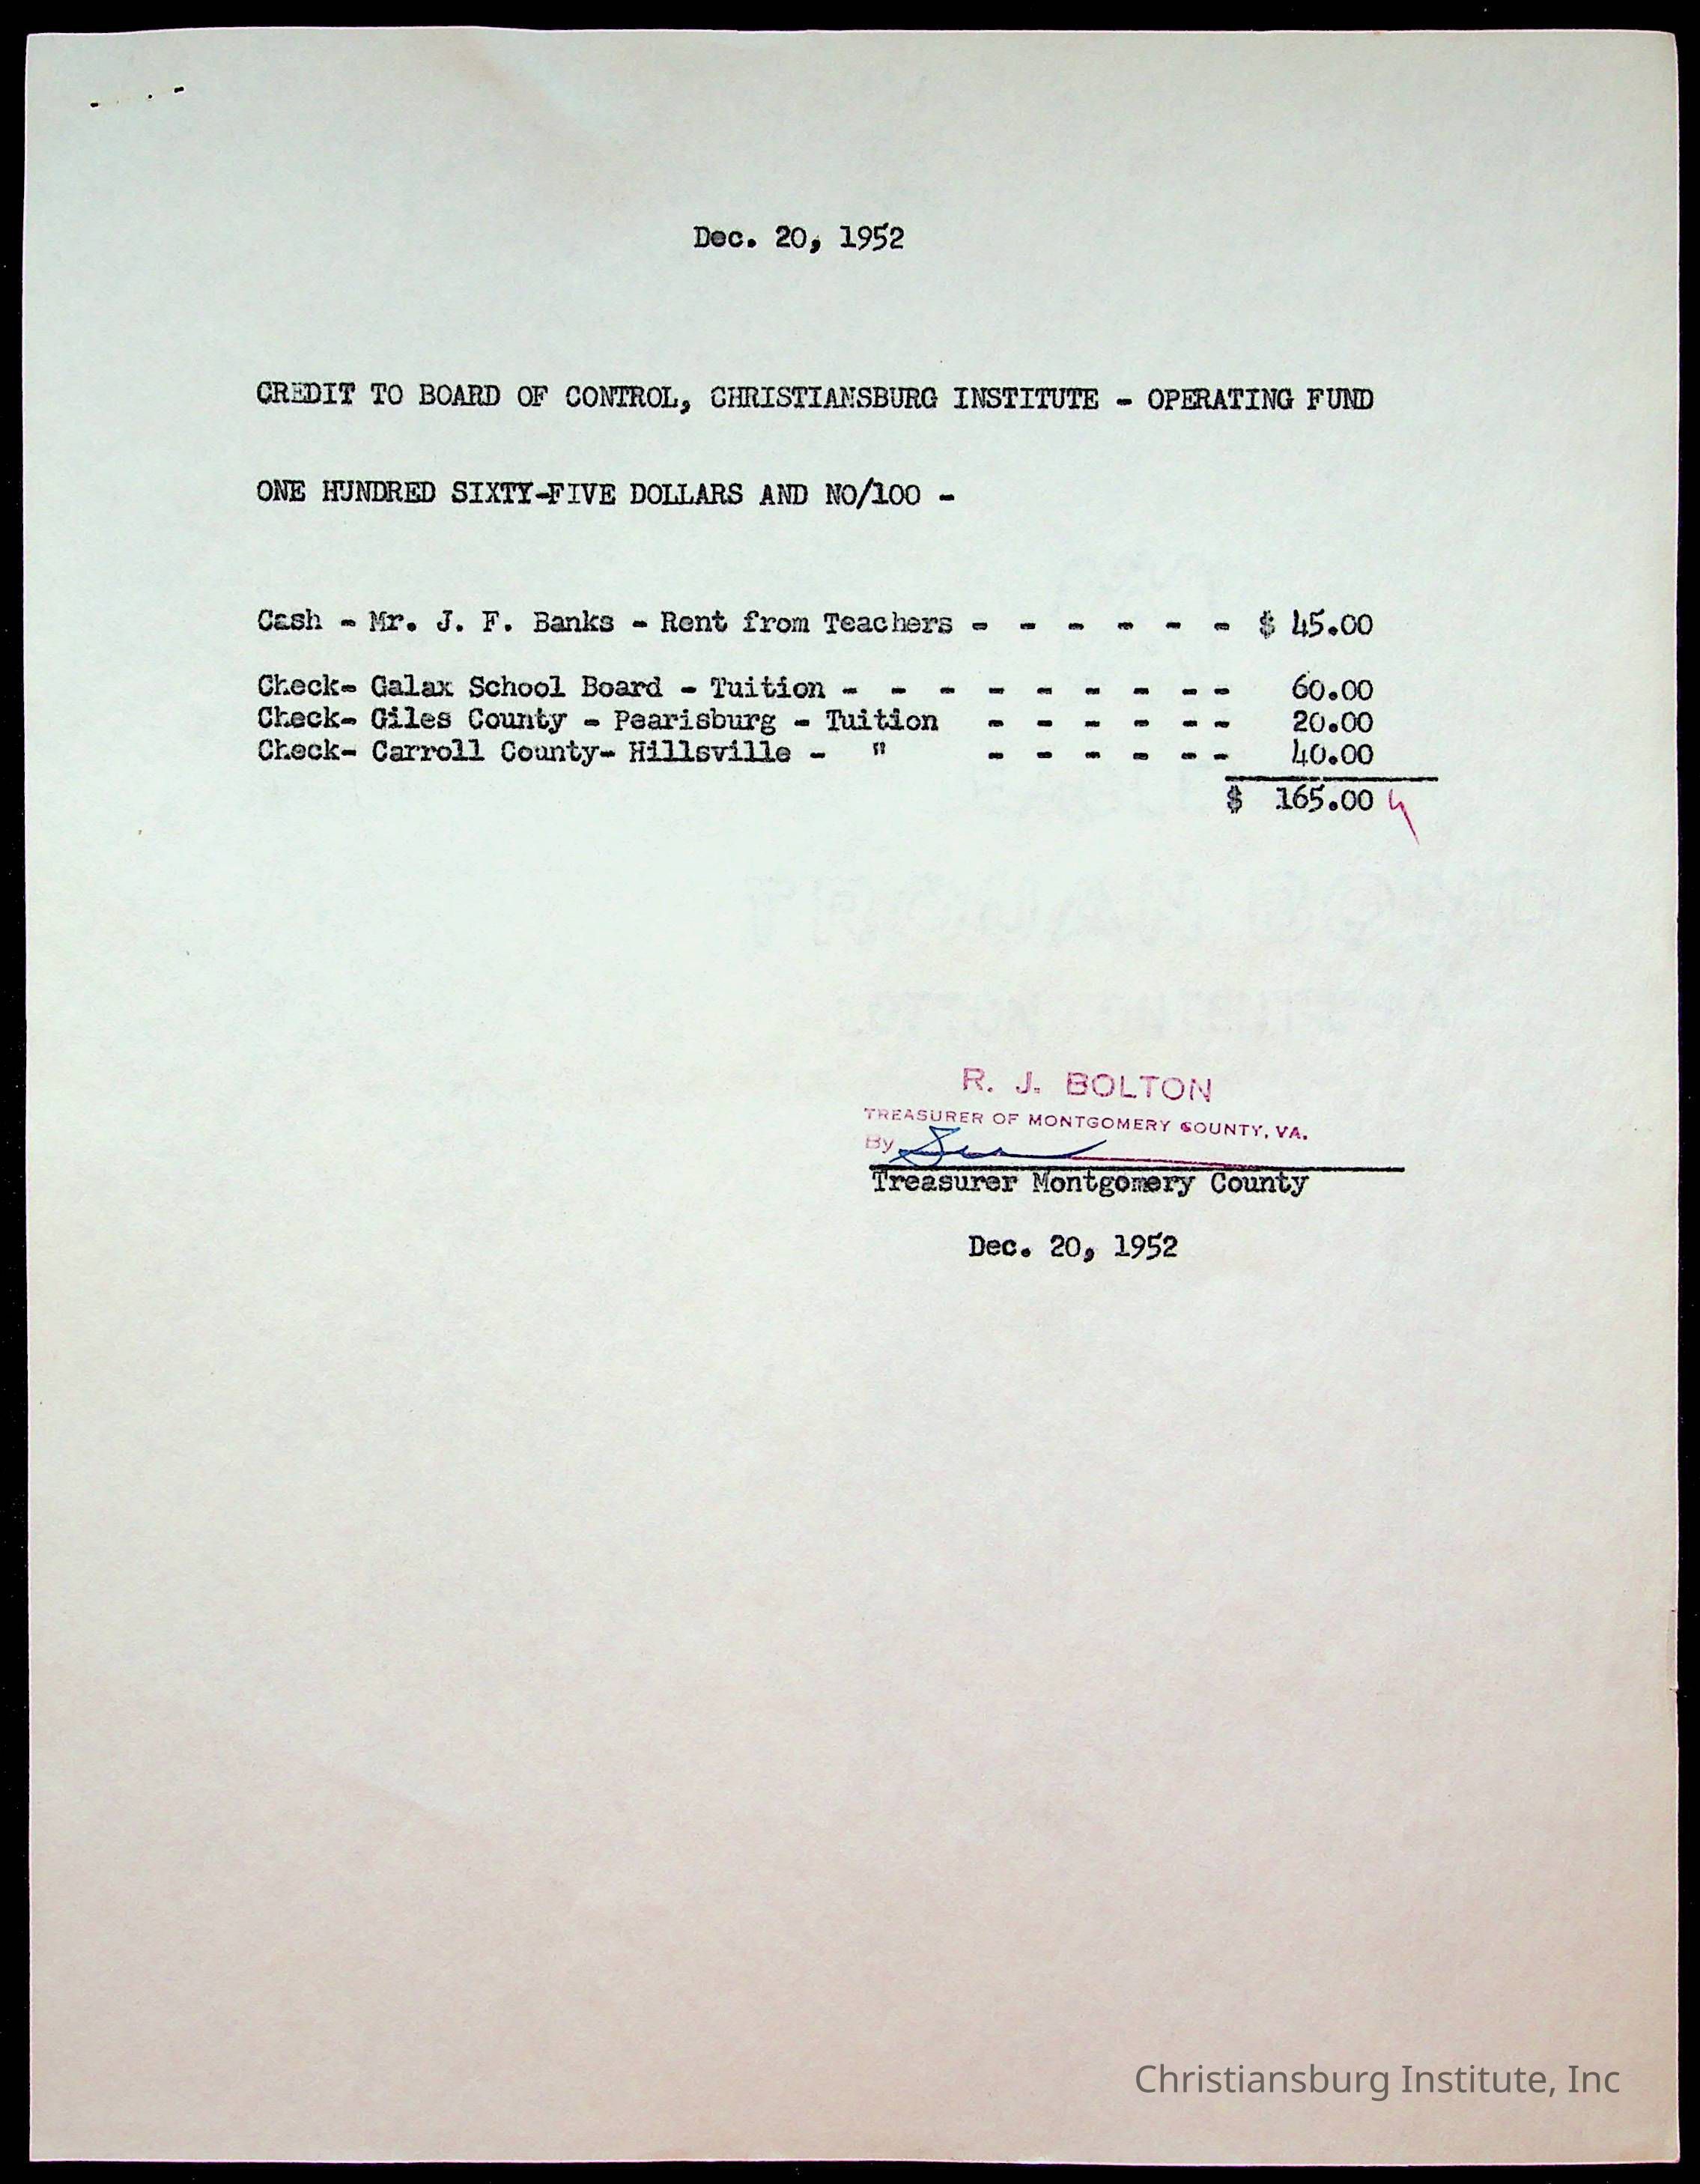 Dec. 20, 1952
CREDIT TO BOARD OF CONTROL, CHRISTIANSBURG INSTITUTE - OPERATING FUND
ONE HUNDRED SIXTY-FIVE DOLLARS AND NO/100 -
Cash - Mr. J. F. Banks - Rent from Teachers - - - - - - $ 45.00
Check- Galax School Board - Tuition - - - - - - - - - 60.00
Check- Giles County - Pearisburg - Tuition - - - - - - 20.00
Check- Carroll County- Hillsville - " - - - - - - 40.00
$ 165.00
R. J. BOLTON
TREASURER OF MONTGOMERY COUNTY, VA.
By
Treasurer Montgomery County
Dec. 20, 1952
Christiansburg Institute, Inc